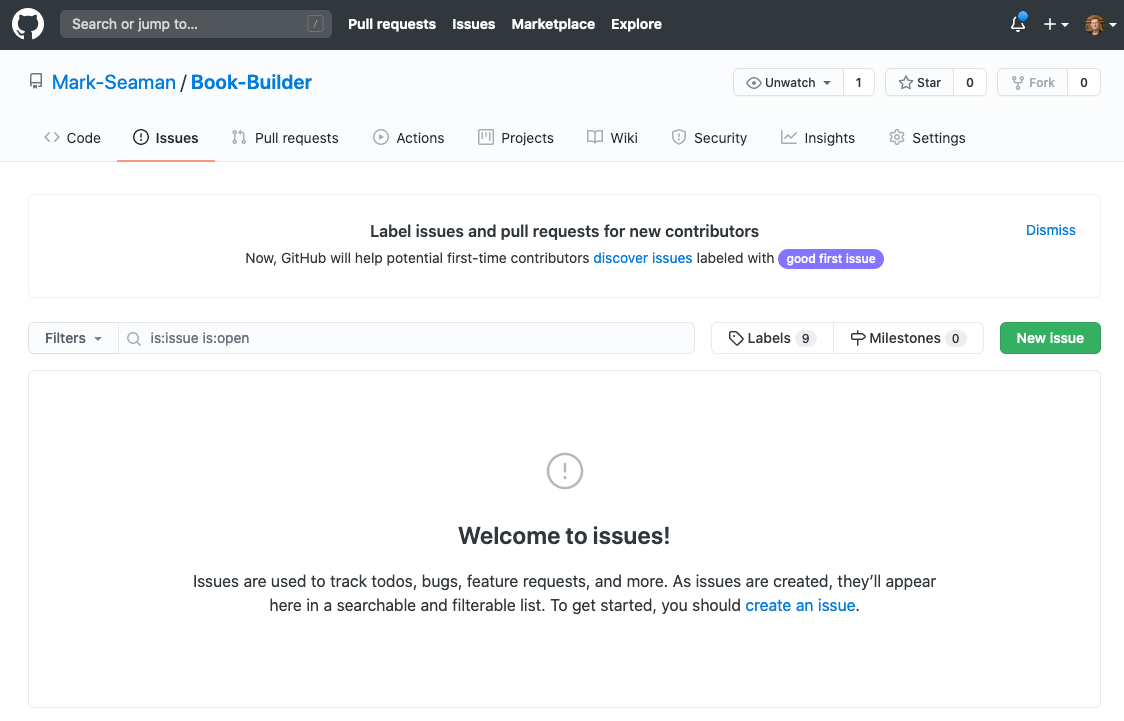 Search or jump to... /
Pull requests Issues Marketplace Explore
Mark-Seaman / Book-Builder
Unwatch 1 Star 0 Fork 0
Code Issues Pull requests Actions Projects Wiki Security Insights Settings
Label issues and pull requests for new contributors
Dismiss
Now, GitHub will help potential first-time contributors discover issues labeled with good first issue
Filters is:issue is:open Labels 9 Milestones 0 New issue
Welcome to issues!
Issues are used to track todos, bugs, feature requests, and more. As issues are created, they’ll appear
here in a searchable and filterable list. To get started, you should create an issue.